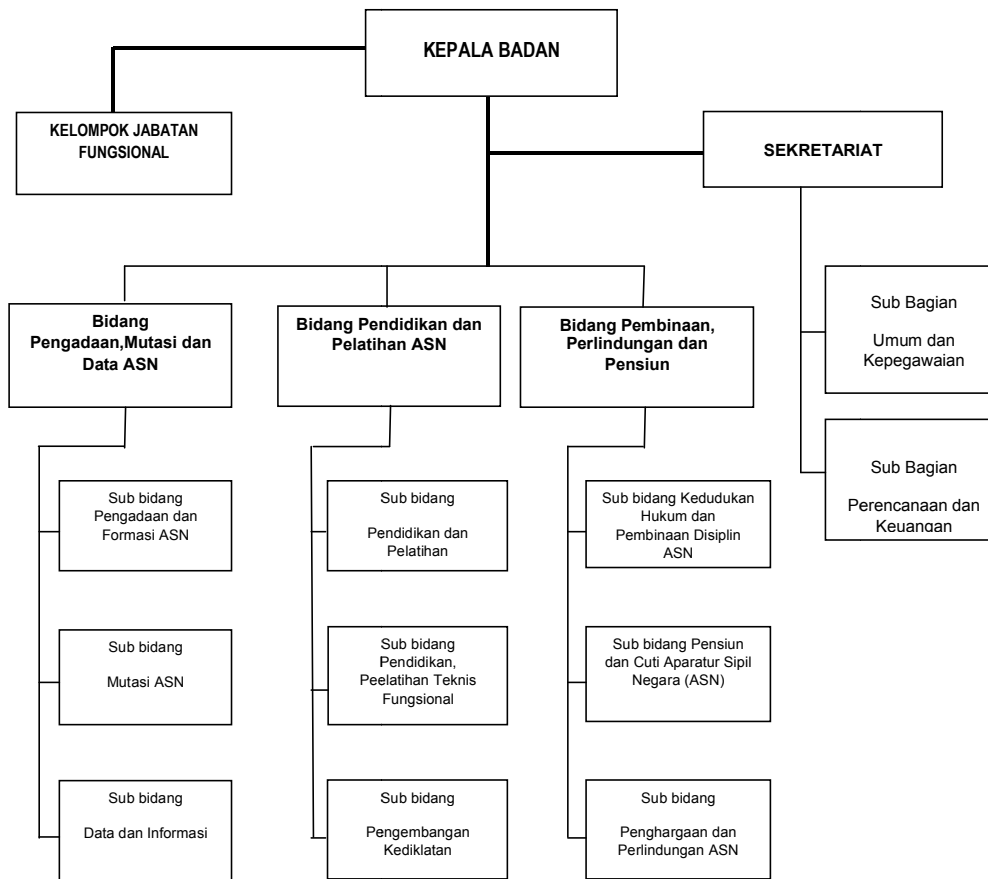 KEPALA BADAN
KELOMPOK JABATAN
FUNGSIONAL
SEKRETARIAT
Sub Bagian
Umum dan
Kepegawaian
Sub Bagian
Perencanaan dan
Keuangan
Bidang
Pengadaan,Mutasi dan
Data ASN
Bidang Pendidikan dan
Pelatihan ASN
Bidang Pembinaan,
Perlindungan dan
Pensiun
Sub bidang
Pengadaan dan
Formasi ASN
Sub bidang
Pendidikan dan
Pelatihan
Sub bidang Kedudukan
Hukum dan
Pembinaan Disiplin
ASN
Sub bidang
Mutasi ASN
Sub bidang
Pendidikan,
Peelatihan Teknis
Fungsional
Sub bidang Pensiun
dan Cuti Aparatur Sipil
Negara (ASN)
Sub bidang
Data dan Informasi
Sub bidang
Pengembangan
Kediklatan
Sub bidang
Penghargaan dan
Perlindungan ASN